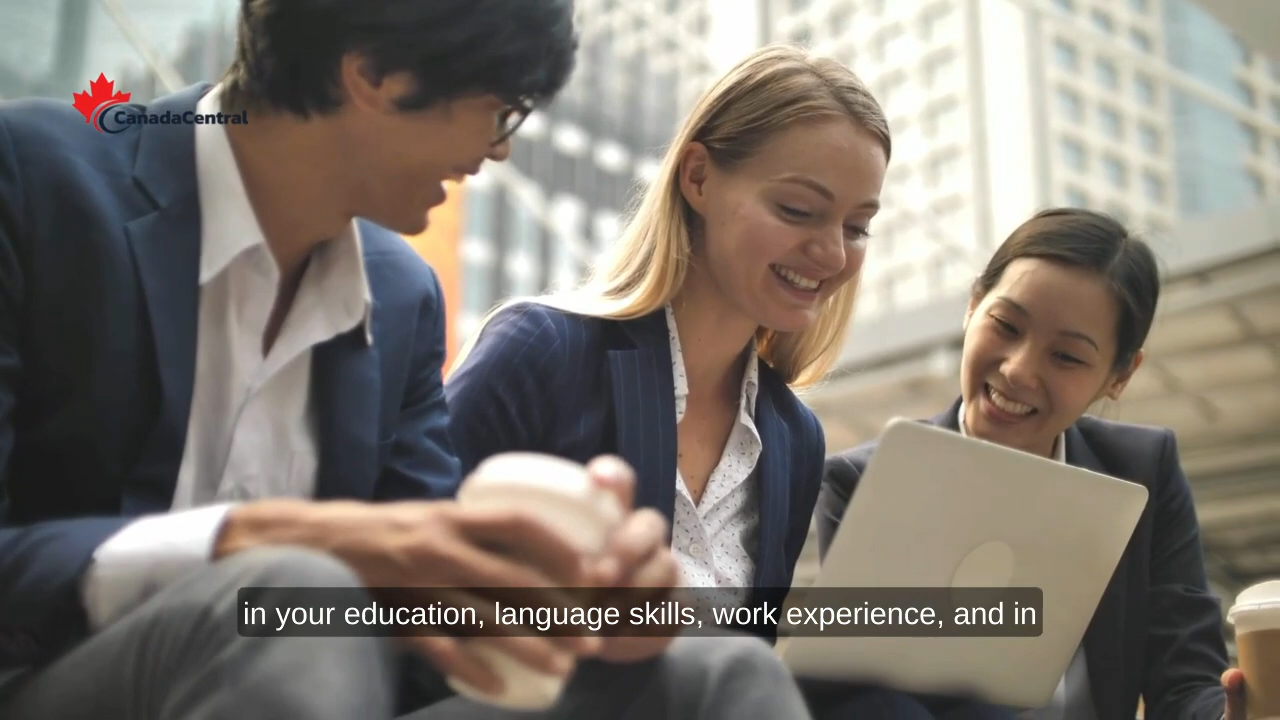 CanadaCentral
in your education, language skills, work experience, and in